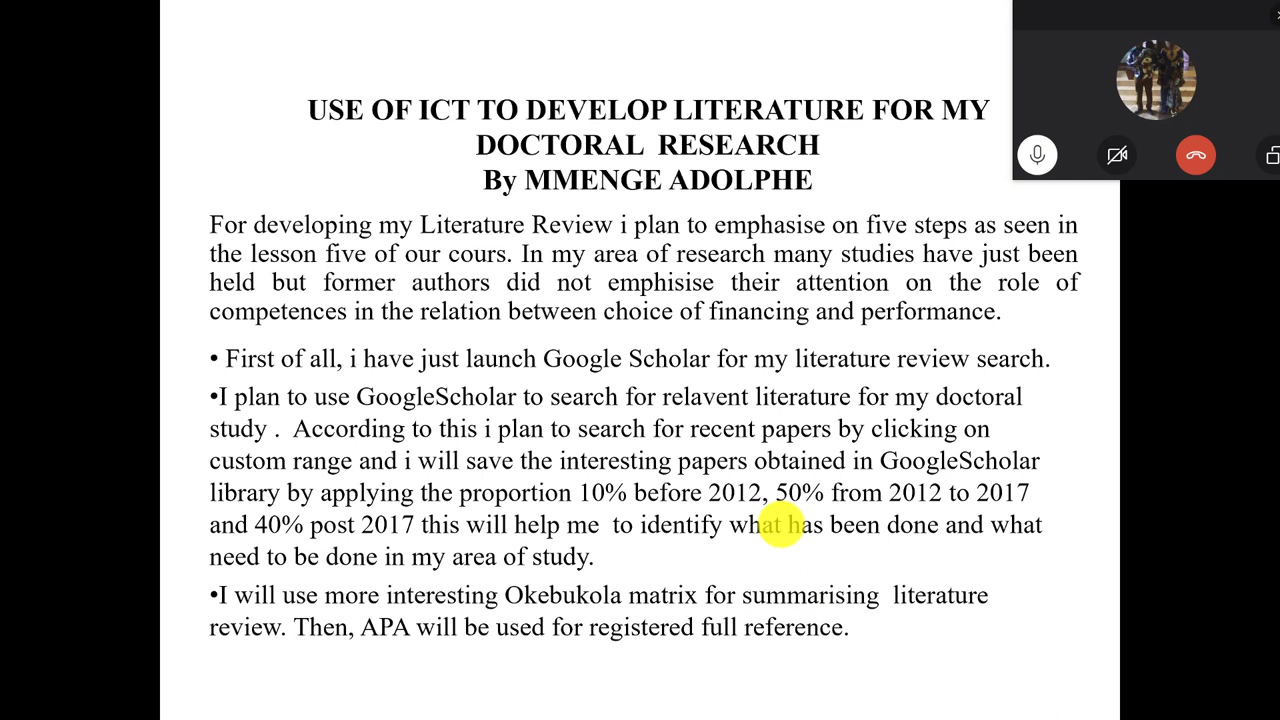 USE OF ICT TO DEVELOP LITERATURE FOR MY
DOCTORAL RESEARCH
By MMENGE ADOLPHE
For developing my Literature Review i plan to emphasise on five steps as seen in
the lesson five of our cours. In my area of research many studies have just been
held but former authors did not emphisise their attention on the role of
competences in the relation between choice of financing and performance.
• First of all, i have just launch Google Scholar for my literature review search.
•I plan to use GoogleScholar to search for relavent literature for my doctoral
study . According to this i plan to search for recent papers by clicking on
custom range and i will save the interesting papers obtained in GoogleScholar
library by applying the proportion 10% before 2012, 50% from 2012 to 2017
and 40% post 2017 this will help me to identify what has been done and what
need to be done in my area of study.
•I will use more interesting Okebukola matrix for summarising literature
review. Then, APA will be used for registered full reference.